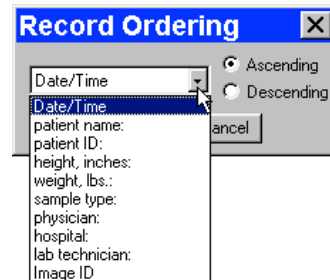 Record Ordering
Date/Time
Ascending
Descending
Date/Time
patient name:
patient ID:
ancel
height, inches:
weight, lbs.:
sample type:
physician:
hospital:
lab technician:
Image ID